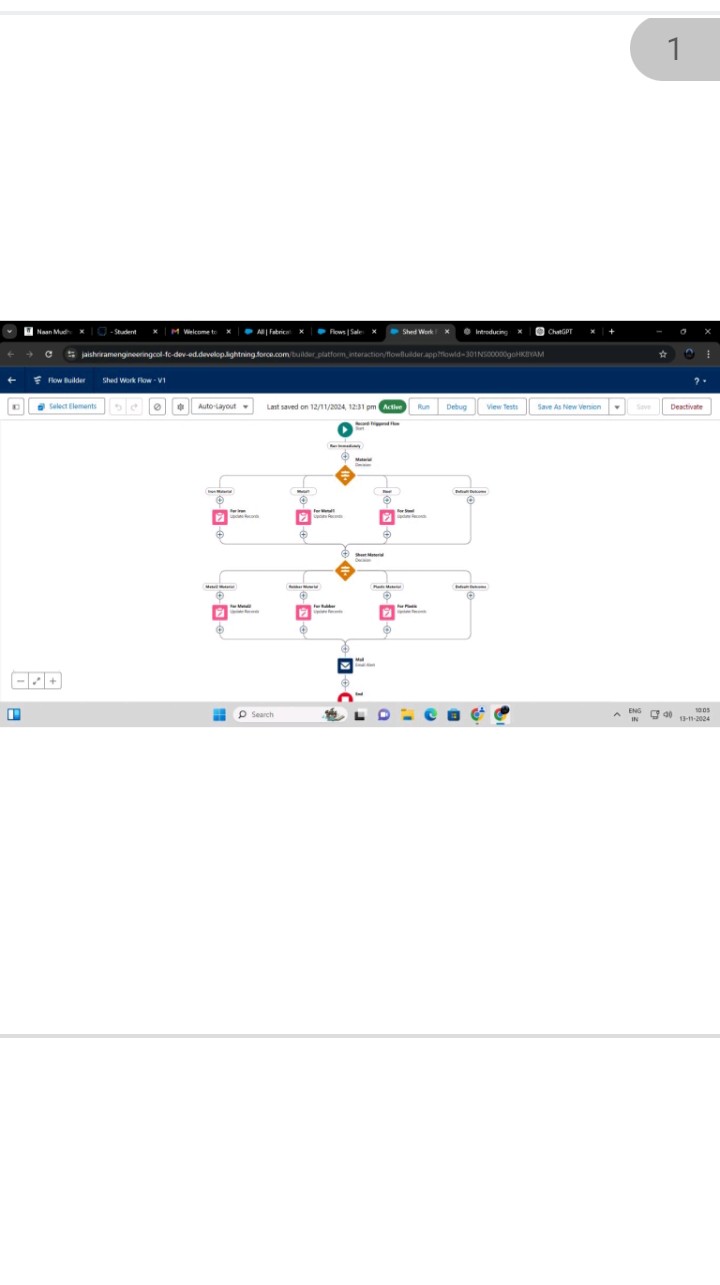 1
Naan Mudh
- Student
Welcome to
All | Fabricat
Flows | Sale
Shed Work F
Introducing
ChatGPT
jaishriramengineeringcol-fc-dev-ed.develop.lightning.force.com/builder_platform_interaction/flowBuilder.app?flowId=301NS00000goHK8YAM
Flow Builder Shed Work Flow - V1 ?
Select Elements Auto-Layout Last saved on 12/11/2024, 12:31 pm Active Run Debug View Tests Save As New Version Save Deactivate
Record Triggered Flow
Start
Run Immediately
Material
Decision
Iron Material Metal1 Steel Default Outcome
For Iron
Update Records
For Metal1
Update Records
For Steel
Update Records
Sheet Material
Decision
Metal2 Material Rubber Material Plastic Material Default Outcome
For Metal2
Update Records
For Rubber
Update Records
For Plastic
Update Records
Mail
Email Alert
End
Search
ENG
IN
10:05
13-11-2024